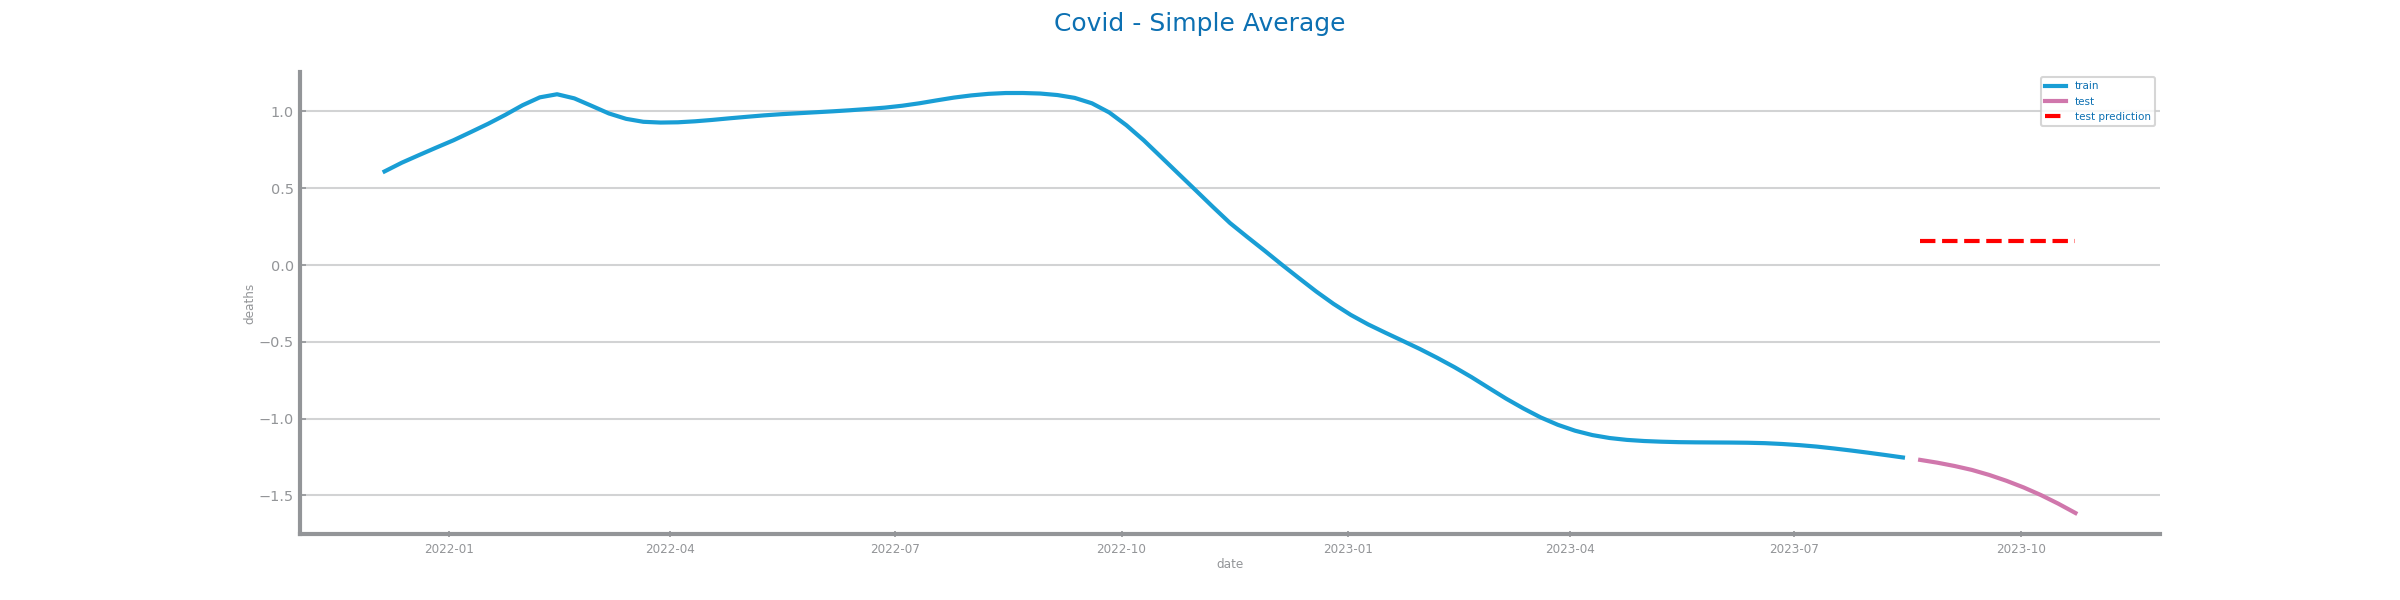 Covid - Simple Average
train
test
test prediction
1.0
0.5
0.0
−0.5
−1.0
−1.5
deaths
2022-01 2022-04 2022-07 2022-10 2023-01 2023-04 2023-07 2023-10
date